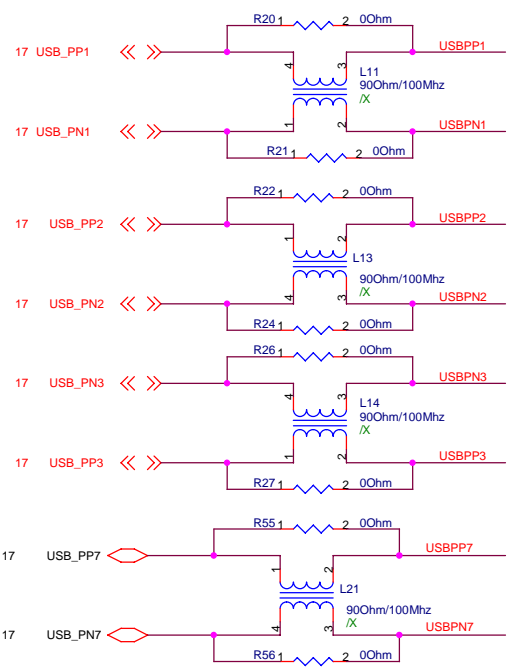 R20 1 2 0Ohm
17 USB_PP1 USBPP1
4 3 L11
90Ohm/100Mhz
/X
1 2
17 USB_PN1 USBPN1
R21 1 2 0Ohm
R22 1 2 0Ohm
17 USB_PP2 USBPP2
1 2
L13
90Ohm/100Mhz
/X
4 3
17 USB_PN2 USBPN2
R24 1 2 0Ohm
R26 1 2 0Ohm
17 USB_PN3 USBPN3
4 3 L14
90Ohm/100Mhz
/X
1 2
17 USB_PP3 USBPP3
R27 1 2 0Ohm
R55 1 2 0Ohm
17 USB_PP7 USBPP7
1 2
L21
90Ohm/100Mhz
/X
4 3
17 USB_PN7 USBPN7
R56 1 2 0Ohm